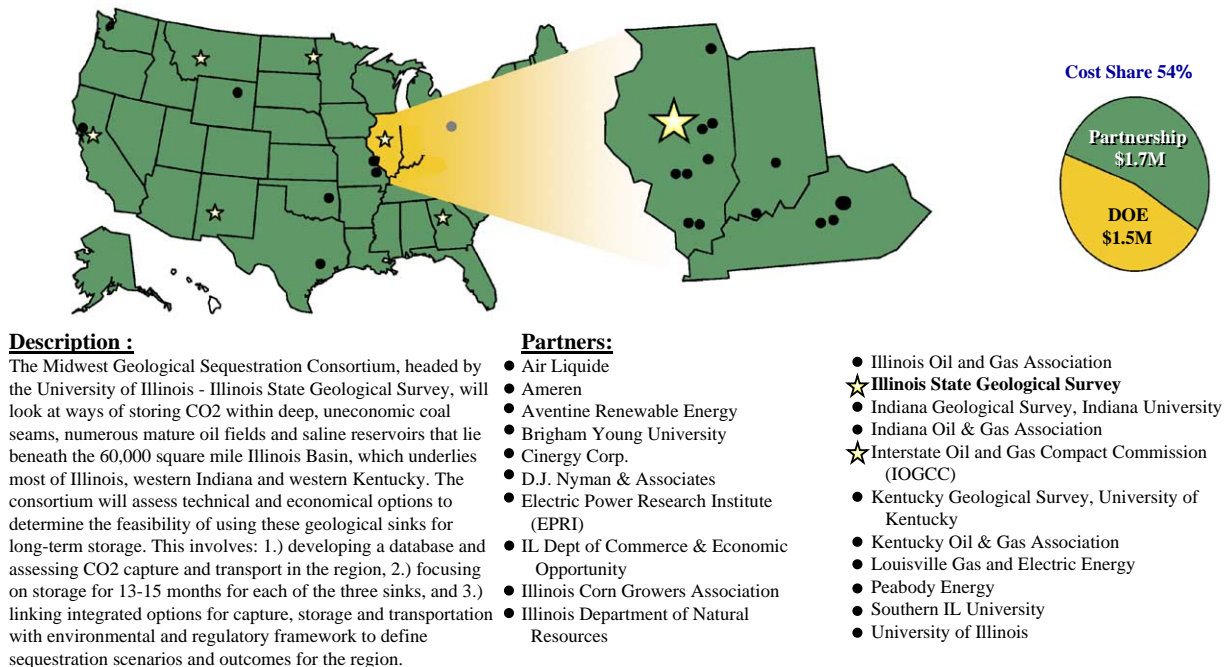 Cost Share 54%
Partnership
$1.7M
DOE
$1.5M
Description :
The Midwest Geological Sequestration Consortium, headed by
the University of Illinois - Illinois State Geological Survey, will
look at ways of storing CO2 within deep, uneconomic coal
seams, numerous mature oil fields and saline reservoirs that lie
beneath the 60,000 square mile Illinois Basin, which underlies
most of Illinois, western Indiana and western Kentucky. The
consortium will assess technical and economical options to
determine the feasibility of using these geological sinks for
long-term storage. This involves: 1.) developing a database and
assessing CO2 capture and transport in the region, 2.) focusing
on storage for 13-15 months for each of the three sinks, and 3.)
linking integrated options for capture, storage and transportation
with environmental and regulatory framework to define
sequestration scenarios and outcomes for the region.
Partners:
● Air Liquide
● Ameren
● Aventine Renewable Energy
● Brigham Young University
● Cinergy Corp.
● D.J. Nyman & Associates
● Electric Power Research Institute
(EPRI)
● IL Dept of Commerce & Economic
Opportunity
● Illinois Corn Growers Association
● Illinois Department of Natural
Resources
● Illinois Oil and Gas Association
Illinois State Geological Survey
● Indiana Geological Survey, Indiana University
● Indiana Oil & Gas Association
Interstate Oil and Gas Compact Commission
(IOGCC)
● Kentucky Geological Survey, University of
Kentucky
● Kentucky Oil & Gas Association
● Louisville Gas and Electric Energy
● Peabody Energy
● Southern IL University
● University of Illinois